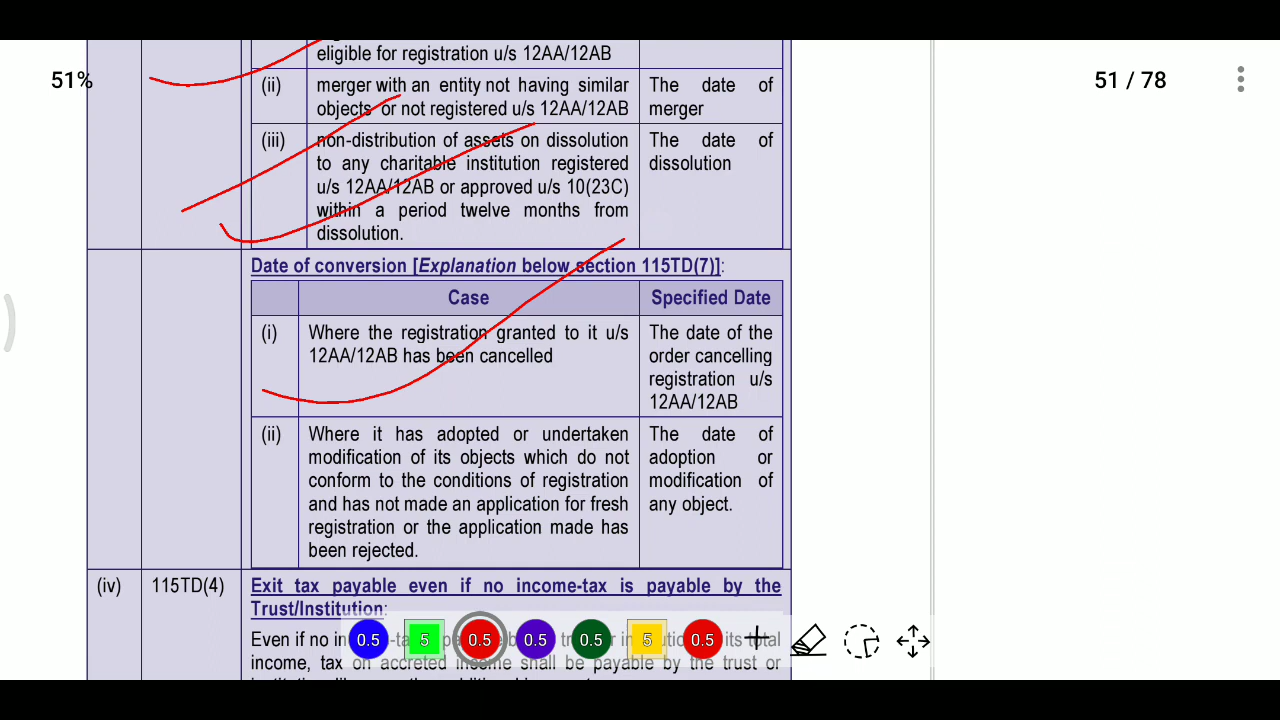 51%
51 / 78
eligible for registration u/s 12AA/12AB
(ii) merger with an entity not having similar The date of
objects or not registered u/s 12AA/12AB merger
(iii) non-distribution of assets on dissolution The date of
to any charitable institution registered dissolution
u/s 12AA/12AB or approved u/s 10(23C)
within a period twelve months from
dissolution.
Date of conversion [Explanation below section 115TD(7)]:
Case Specified Date
(i) Where the registration granted to it u/s The date of the
12AA/12AB has been cancelled order cancelling
registration u/s
12AA/12AB
(ii) Where it has adopted or undertaken The date of
modification of its objects which do not adoption or
conform to the conditions of registration modification of
and has not made an application for fresh any object.
registration or the application made has
been rejected.
(iv) 115TD(4) Exit tax payable even if no income-tax is payable by the
Trust/Institution:
Even if no total
income, tax on accreted income shall be payable by the trust or
0.5 5 0.5 0.5 0.5 5 0.5